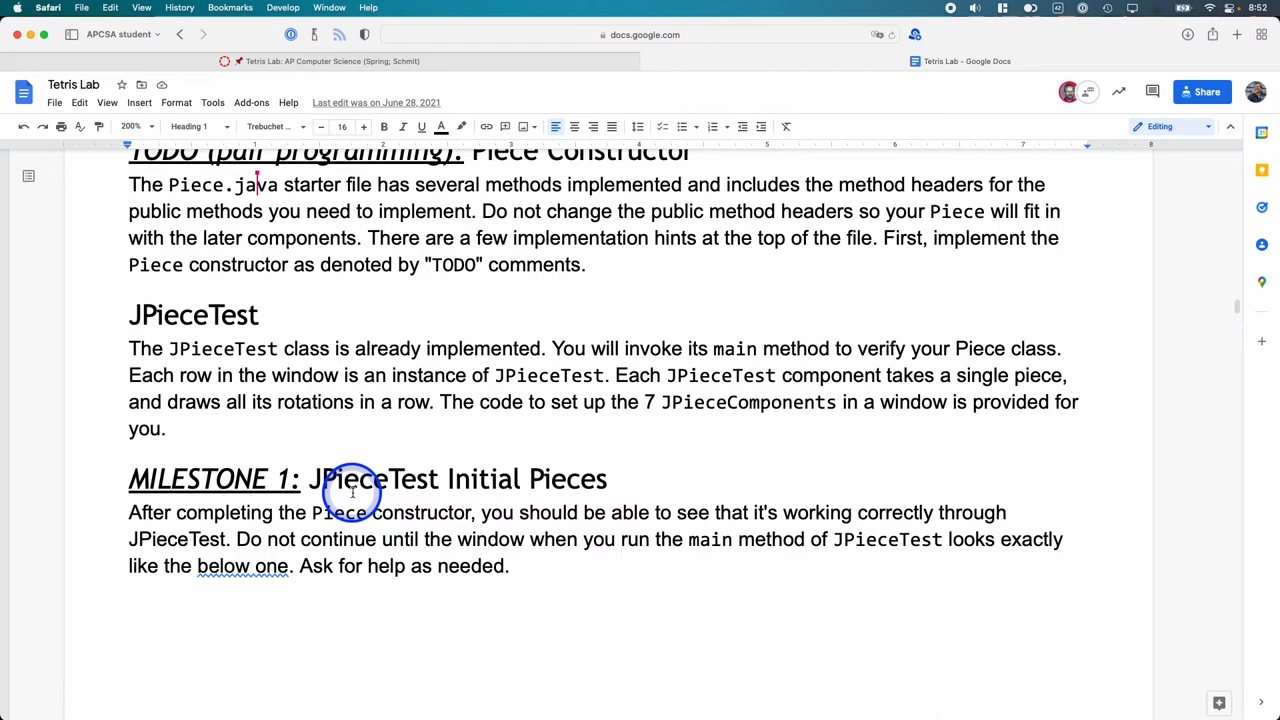 Safari File Edit View History Bookmarks Develop Window Help 42 8:52
APCSA student docs.google.com
Tetris Lab: AP Computer Science (Spring; Schmit) Tetris Lab - Google Docs
Tetris Lab
File Edit View Insert Format Tools Add-ons Help Last edit was on June 28, 2021 Share
200% Heading 1 Trebuchet ... 16 B I U A Editing
1 2 3 4 5 6 7 8
TODO (pair programming): Piece Constructor
The Piece.java starter file has several methods implemented and includes the method headers for the
public methods you need to implement. Do not change the public method headers so your Piece will fit in
with the later components. There are a few implementation hints at the top of the file. First, implement the
Piece constructor as denoted by "TODO" comments.
JPieceTest
The JPieceTest class is already implemented. You will invoke its main method to verify your Piece class.
Each row in the window is an instance of JPieceTest. Each JPieceTest component takes a single piece,
and draws all its rotations in a row. The code to set up the 7 JPieceComponents in a window is provided for
you.
MILESTONE 1: JPieceTest Initial Pieces
After completing the Piece constructor, you should be able to see that it's working correctly through
JPieceTest. Do not continue until the window when you run the main method of JPieceTest looks exactly
like the below one. Ask for help as needed.